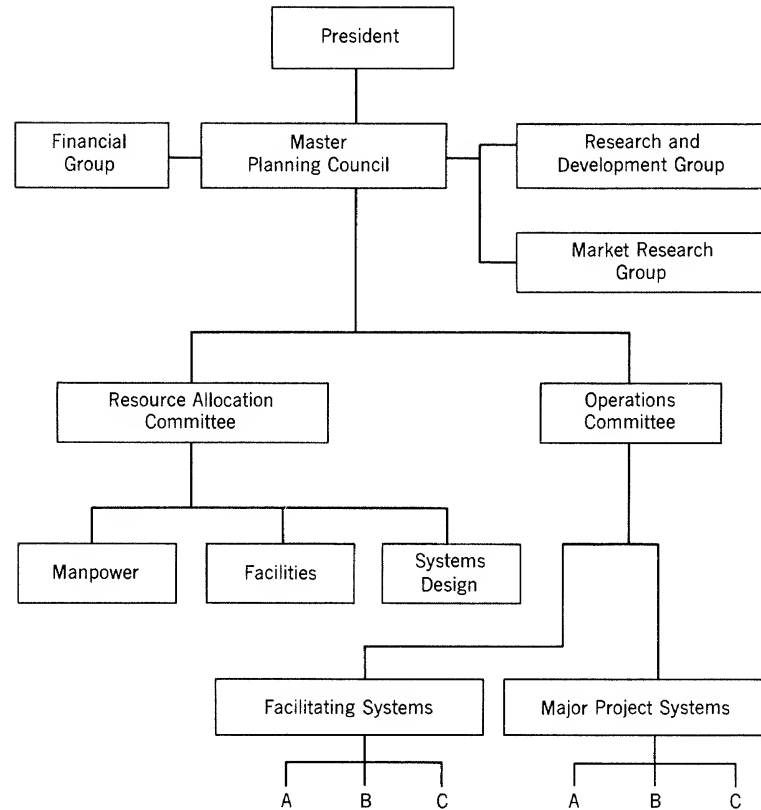 President
Financial
Group
Master
Planning Council
Research and
Development Group
Market Research
Group
Resource Allocation
Committee
Operations
Committee
Manpower
Facilities
Systems
Design
Facilitating Systems
Major Project Systems
A B C
A B C